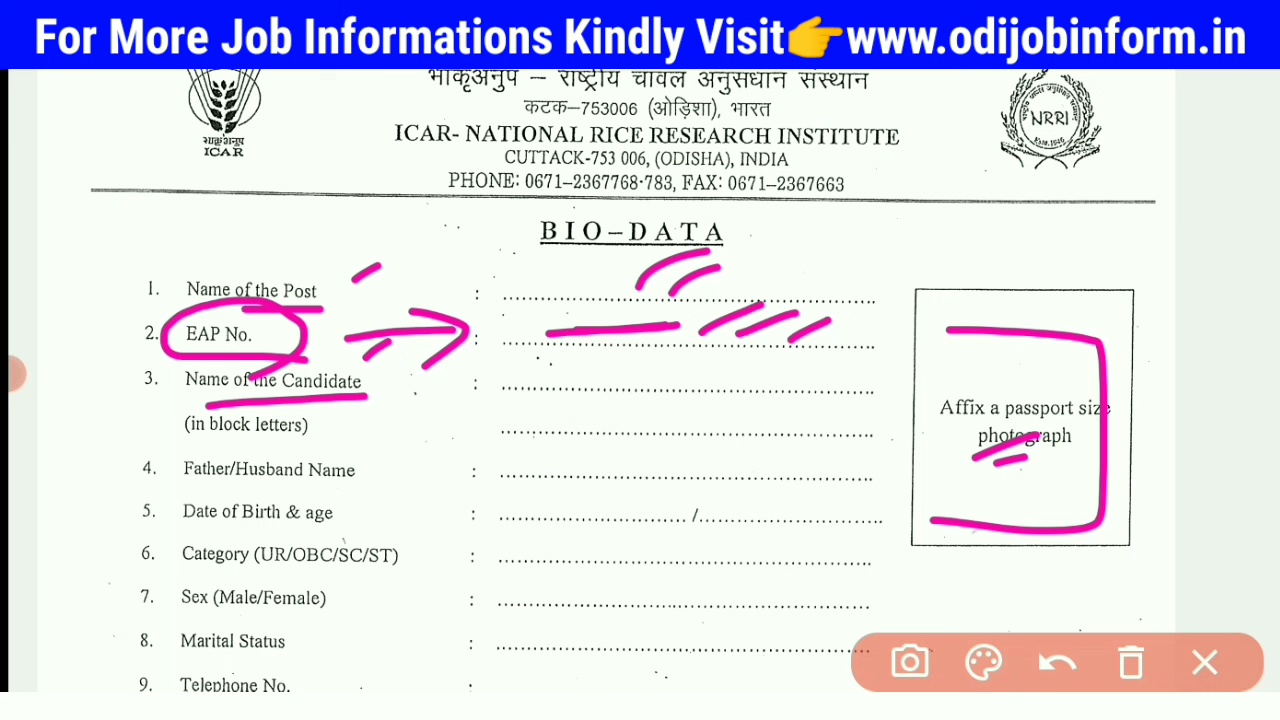 For More Job Informations Kindly Visit👉www.odijobinform.in
भाकृअनुप – राष्ट्रीय चावल अनुसंधान संस्थान
कटक–753006 (ओड़िशा), भारत
ICAR- NATIONAL RICE RESEARCH INSTITUTE
CUTTACK-753 006, (ODISHA), INDIA
PHONE: 0671–2367768-783, FAX: 0671–2367663
भाकृअनुप
ICAR
NRRI
BIO–DATA
1. Name of the Post : ....................
2. EAP No. : ....................
3. Name of the Candidate : ....................
(in block letters) ....................
Affix a passport size
photograph
4. Father/Husband Name : ....................
5. Date of Birth & age : ..................../....................
6. Category (UR/OBC/SC/ST) : ....................
7. Sex (Male/Female) : ....................
8. Marital Status : ....................
9. Telephone No. :